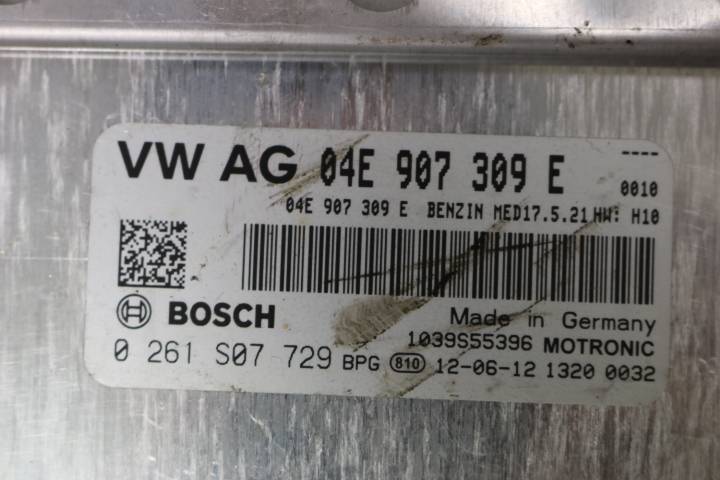 VW AG 04E 907 309 E ----
0010
04E 907 309 E BENZIN MED17.5.21 HW: H10
BOSCH
Made in Germany
1039S55396 MOTRONIC
0 261 S07 729 BPG 810 12-06-12 1320 0032